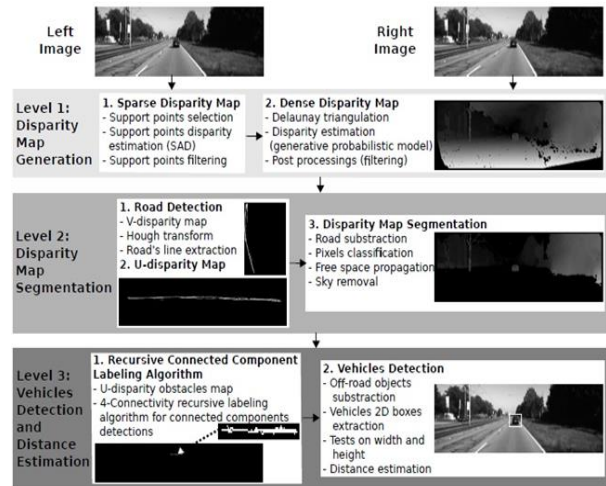 Left
Image
Right
Image
Level 1:
Disparity
Map
Generation
1. Sparse Disparity Map
- Support points selection
- Support points disparity
estimation (SAD)
- Support points filtering
2. Dense Disparity Map
- Delaunay triangulation
- Disparity estimation
(generative probabilistic model)
- Post processings (filtering)
Level 2:
Disparity
Map
Segmentation
1. Road Detection
- V-disparity map
- Hough transform
- Road's line extraction
2. U-disparity Map
3. Disparity Map Segmentation
- Road substraction
- Pixels classification
- Free space propagation
- Sky removal
Level 3:
Vehicles
Detection
and
Distance
Estimation
1. Recursive Connected Component
Labeling Algorithm
- U-disparity obstacles map
- 4-Connectivity recursive labeling
algorithm for connected components
detections
2. Vehicles Detection
- Off-road objects
substraction
- Vehicles 2D boxes
extraction
- Tests on width and
height
- Distance estimation